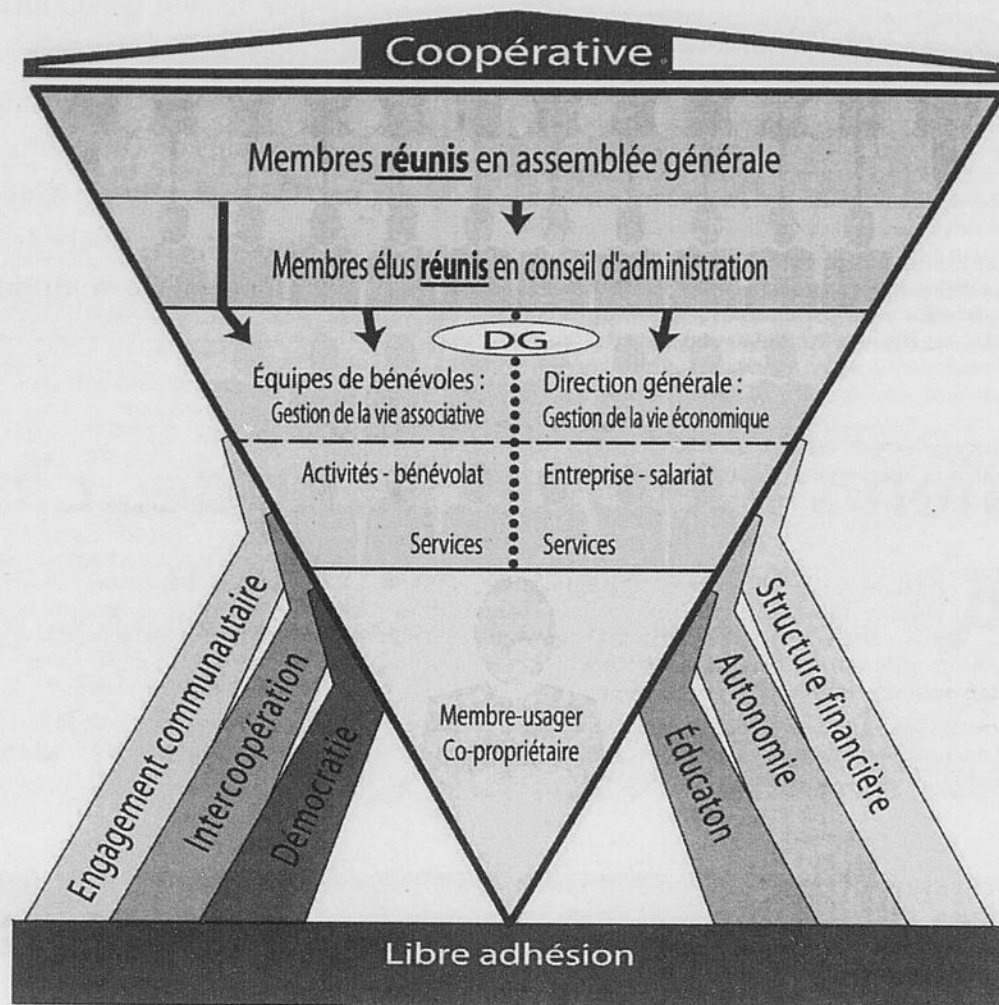 Coopérative
Membres réunis en assemblée générale
Membres élus réunis en conseil d'administration
DG
Équipes de bénévoles :
Gestion de la vie associative
Direction générale :
Gestion de la vie économique
Activités - bénévolat
Entreprise - salariat
Services
Services
Membre-usager
Co-propriétaire
Engagement communautaire
Intercoopération
Démocratie
Éducaton
Autonomie
Structure financière
Libre adhésion